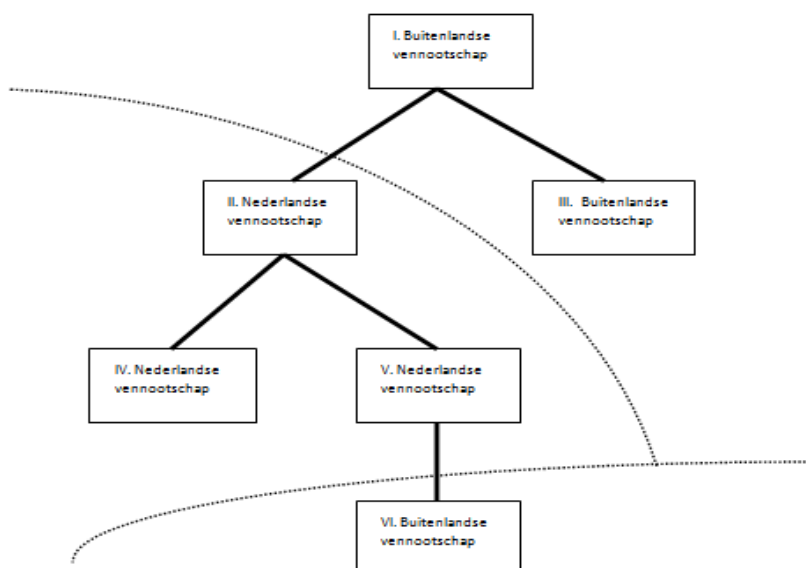 I. Buitenlandse
vennootschap
II. Nederlandse
vennootschap
III. Buitenlandse
vennootschap
IV. Nederlandse
vennootschap
V. Nederlandse
vennootschap
VI. Buitenlandse
vennootschap